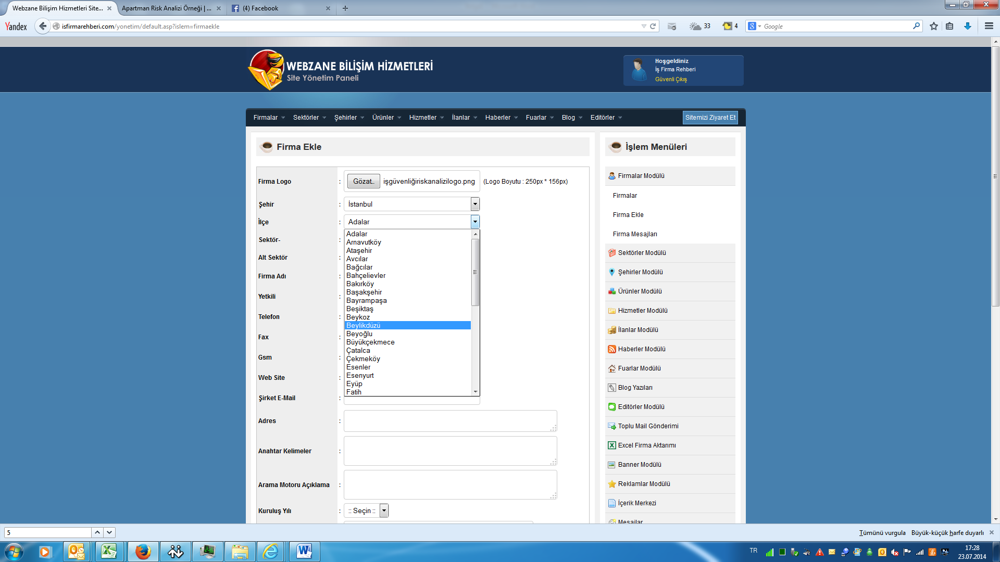 Webzane Bilişim Hizmetleri Site...
Apartman Risk Analizi Örneği | ...
(4) Facebook
Yandex
isfirmarehberi.com/yonetim/default.asp?islem=firmaekle
33
4
Google
WEBZANE BİLİŞİM HİZMETLERİ
Site Yönetim Paneli
Hoşgeldiniz
İş Firma Rehberi
Güvenli Çıkış
Firmalar
Sektörler
Şehirler
Ürünler
Hizmetler
İlanlar
Haberler
Fuarlar
Blog
Editörler
Sitemizi Ziyaret Et
Firma Ekle
Firma Logo : Gözat.. işgüvenliğiriskanalizilogo.png (Logo Boyutu : 250px * 156px)
Şehir : İstanbul
İlçe : Adalar
Sektör- :
Alt Sektör :
Firma Adı :
Yetkili :
Telefon :
Fax :
Gsm :
Web Site :
Şirket E-Mail :
Adalar
Arnavutköy
Ataşehir
Avcılar
Bağcılar
Bahçelievler
Bakırköy
Başakşehir
Bayrampaşa
Beşiktaş
Beykoz
Beylikdüzü
Beyoğlu
Büyükçekmece
Çatalca
Çekmeköy
Esenler
Esenyurt
Eyüp
Fatih
Adres :
Anahtar Kelimeler :
Arama Motoru Açıklama :
Kuruluş Yılı : :: Seçin ::
İşlem Menüleri
Firmalar Modülü
Firmalar
Firma Ekle
Firma Mesajları
Sektörler Modülü
Şehirler Modülü
Ürünler Modülü
Hizmetler Modülü
İlanlar Modülü
Haberler Modülü
Fuarlar Modülü
Blog Yazıları
Editörler Modülü
Toplu Mail Gönderimi
Excel Firma Aktarımı
Banner Modülü
Reklamlar Modülü
İçerik Merkezi
Mesajlar
5
Tümünü vurgula
Büyük-küçük harfe duyarlı
TR
17:28
23.07.2014